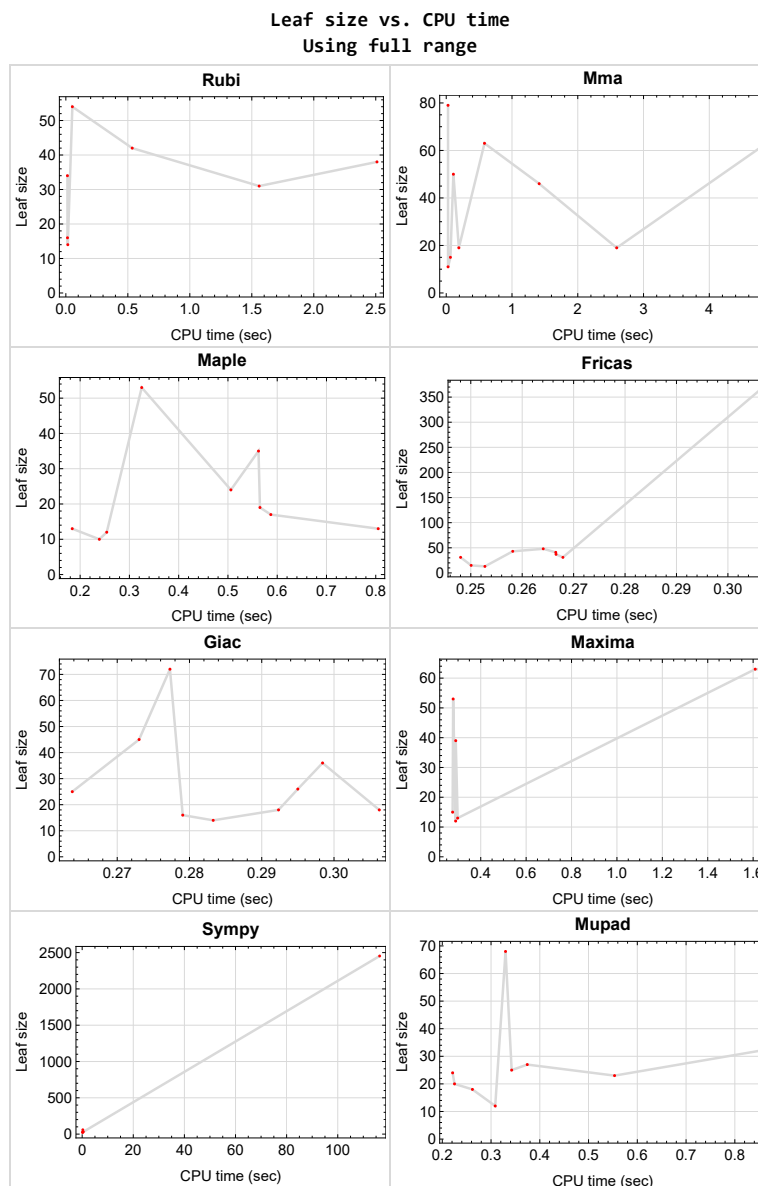 Leaf size vs. CPU time
Using full range
Rubi
Leaf size
50
40
30
20
10
0
0.0 0.5 1.0 1.5 2.0 2.5
CPU time (sec)
Mma
Leaf size
80
60
40
20
0
0 1 2 3 4
CPU time (sec)
Maple
Leaf size
50
40
30
20
10
0
0.2 0.3 0.4 0.5 0.6 0.7 0.8
CPU time (sec)
Fricas
Leaf size
350
300
250
200
150
100
50
0
0.25 0.26 0.27 0.28 0.29 0.30
CPU time (sec)
Giac
Leaf size
70
60
50
40
30
20
10
0
0.27 0.28 0.29 0.30
CPU time (sec)
Maxima
Leaf size
60
50
40
30
20
10
0
0.4 0.6 0.8 1.0 1.2 1.4 1.6
CPU time (sec)
Sympy
Leaf size
2500
2000
1500
1000
500
0
0 20 40 60 80 100
CPU time (sec)
Mupad
Leaf size
70
60
50
40
30
20
10
0
0.2 0.3 0.4 0.5 0.6 0.7 0.8
CPU time (sec)